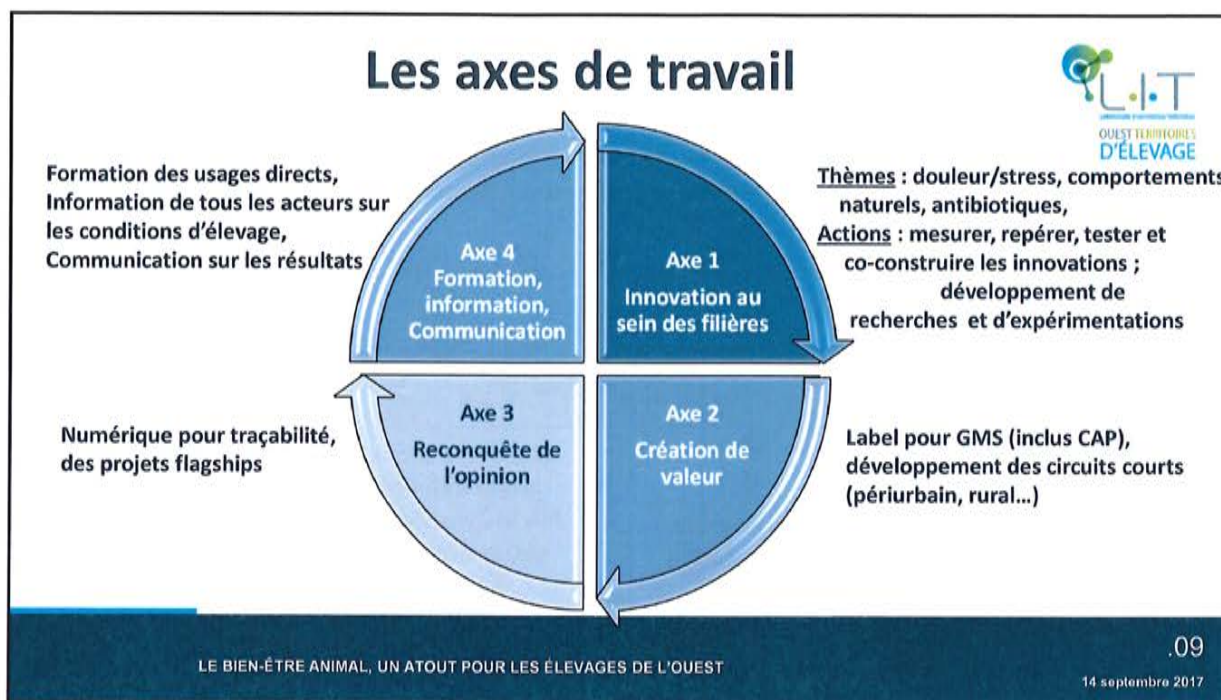 Les axes de travail
L.I.T
OUEST TERRITOIRES
D'ÉLEVAGE
Formation des usages directs,
Information de tous les acteurs sur
les conditions d'élevage,
Communication sur les résultats
Axe 4
Formation,
information,
Communication
Axe 1
Innovation au
sein des filières
Thèmes : douleur/stress, comportements
naturels, antibiotiques,
Actions : mesurer, repérer, tester et
co-construire les innovations ;
développement de
recherches et d'expérimentations
Numérique pour traçabilité,
des projets flagships
Axe 3
Reconquête de
l'opinion
Axe 2
Création de
valeur
Label pour GMS (inclus CAP),
développement des circuits courts
(périurbain, rural...)
LE BIEN-ÊTRE ANIMAL, UN ATOUT POUR LES ÉLEVAGES DE L'OUEST
.09
14 septembre 2017